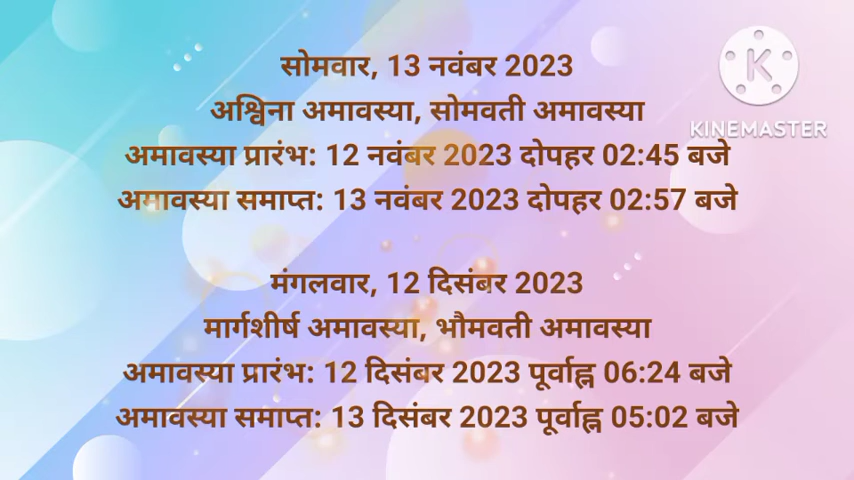 सोमवार, 13 नवंबर 2023
अश्विना अमावस्या, सोमवती अमावस्या
अमावस्या प्रारंभ: 12 नवंबर 2023 दोपहर 02:45 बजे
अमावस्या समाप्त: 13 नवंबर 2023 दोपहर 02:57 बजे
मंगलवार, 12 दिसंबर 2023
मार्गशीर्ष अमावस्या, भौमवती अमावस्या
अमावस्या प्रारंभ: 12 दिसंबर 2023 पूर्वाह्न 06:24 बजे
अमावस्या समाप्त: 13 दिसंबर 2023 पूर्वाह्न 05:02 बजे
K
KINEMASTER